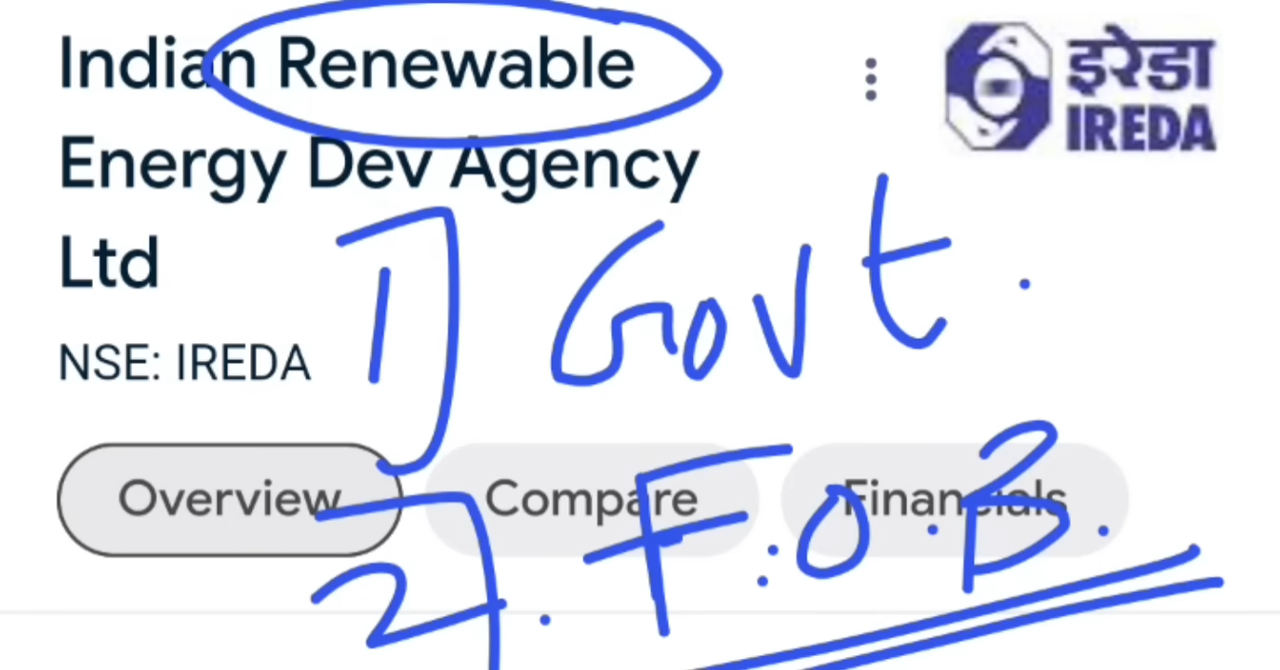 Indian Renewable
Energy Dev Agency
Ltd
इरेडा
IREDA
NSE: IREDA
1) Govt.
Overview
Compare
Financials
2). F.O.B.